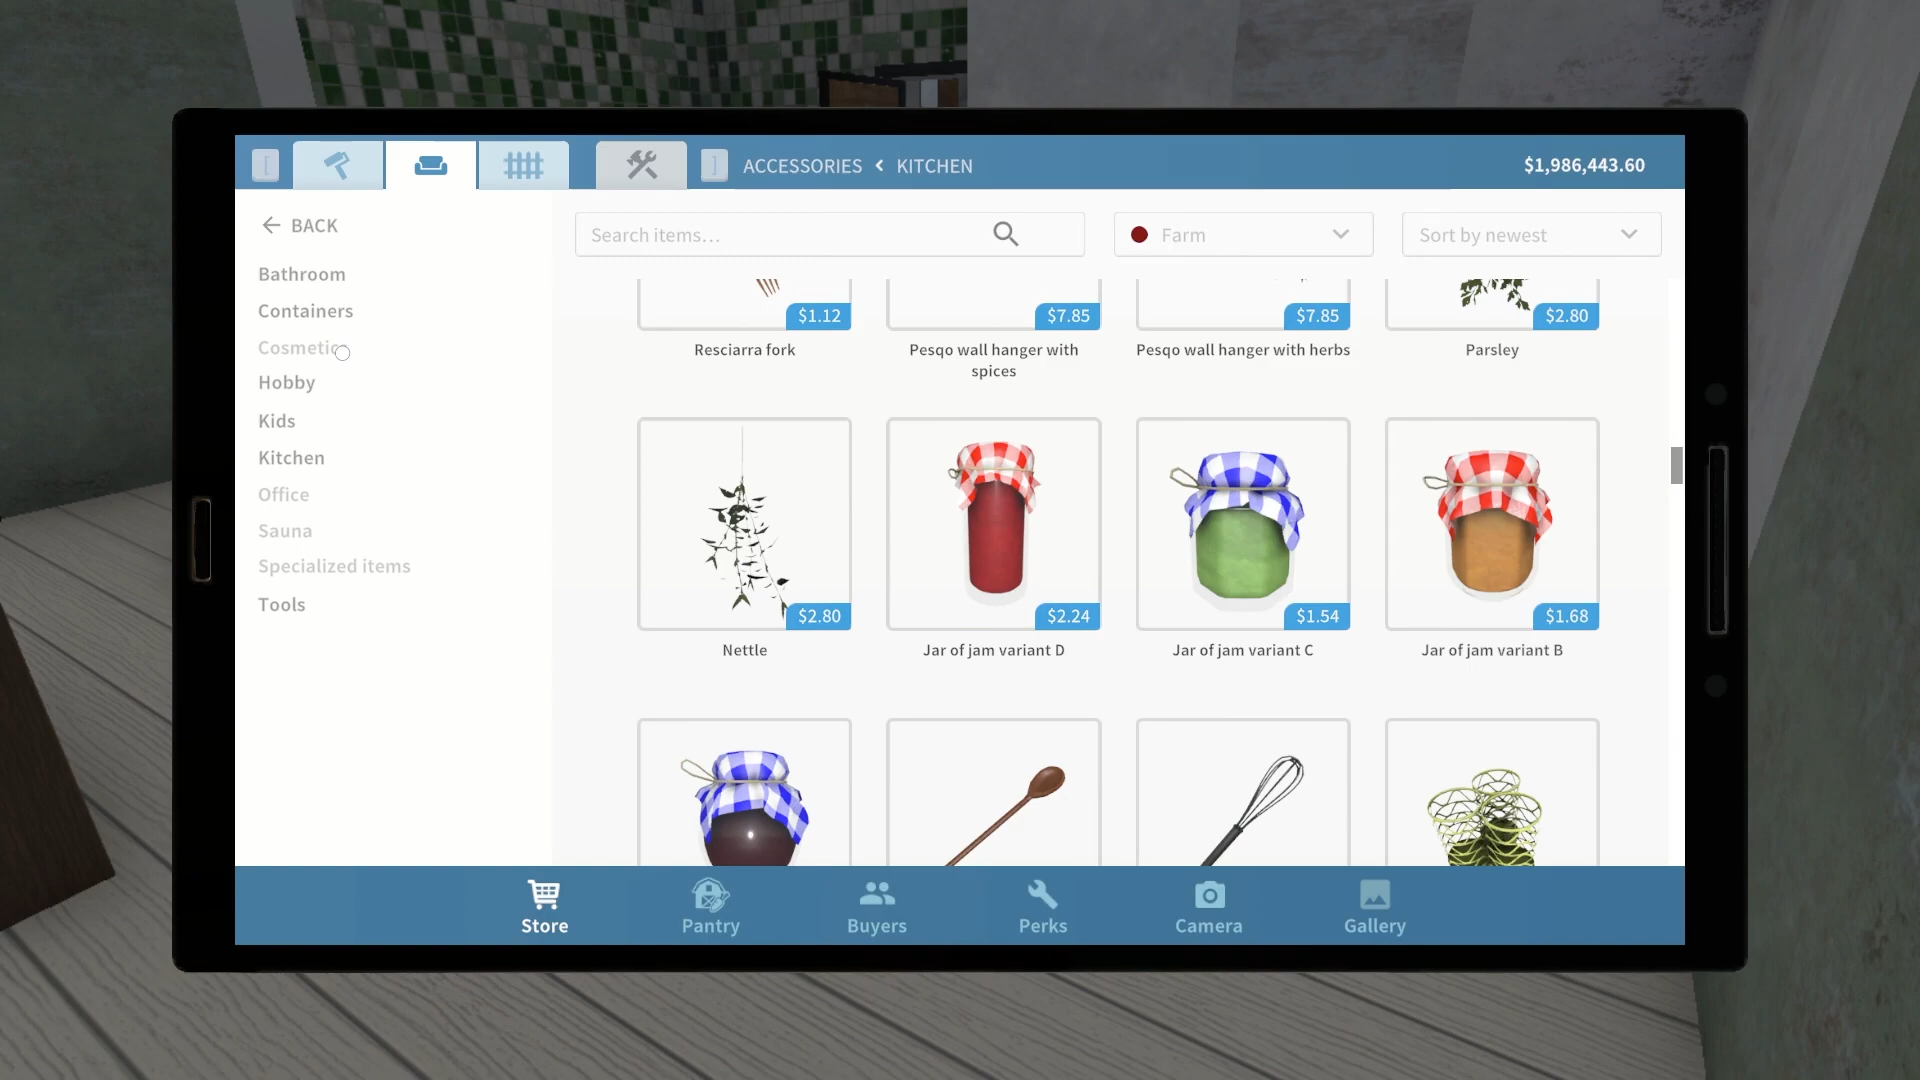 [
]
ACCESSORIES < KITCHEN
$1,986,443.60
BACK
Search items...
Farm
Sort by newest
Bathroom
Containers
Cosmetics
Hobby
Kids
Kitchen
Office
Sauna
Specialized items
Tools
$1.12
$7.85
$7.85
$2.80
Resciarra fork
Pesqo wall hanger with
spices
Pesqo wall hanger with herbs
Parsley
$2.80
$2.24
$1.54
$1.68
Nettle
Jar of jam variant D
Jar of jam variant C
Jar of jam variant B
Store
Pantry
Buyers
Perks
Camera
Gallery